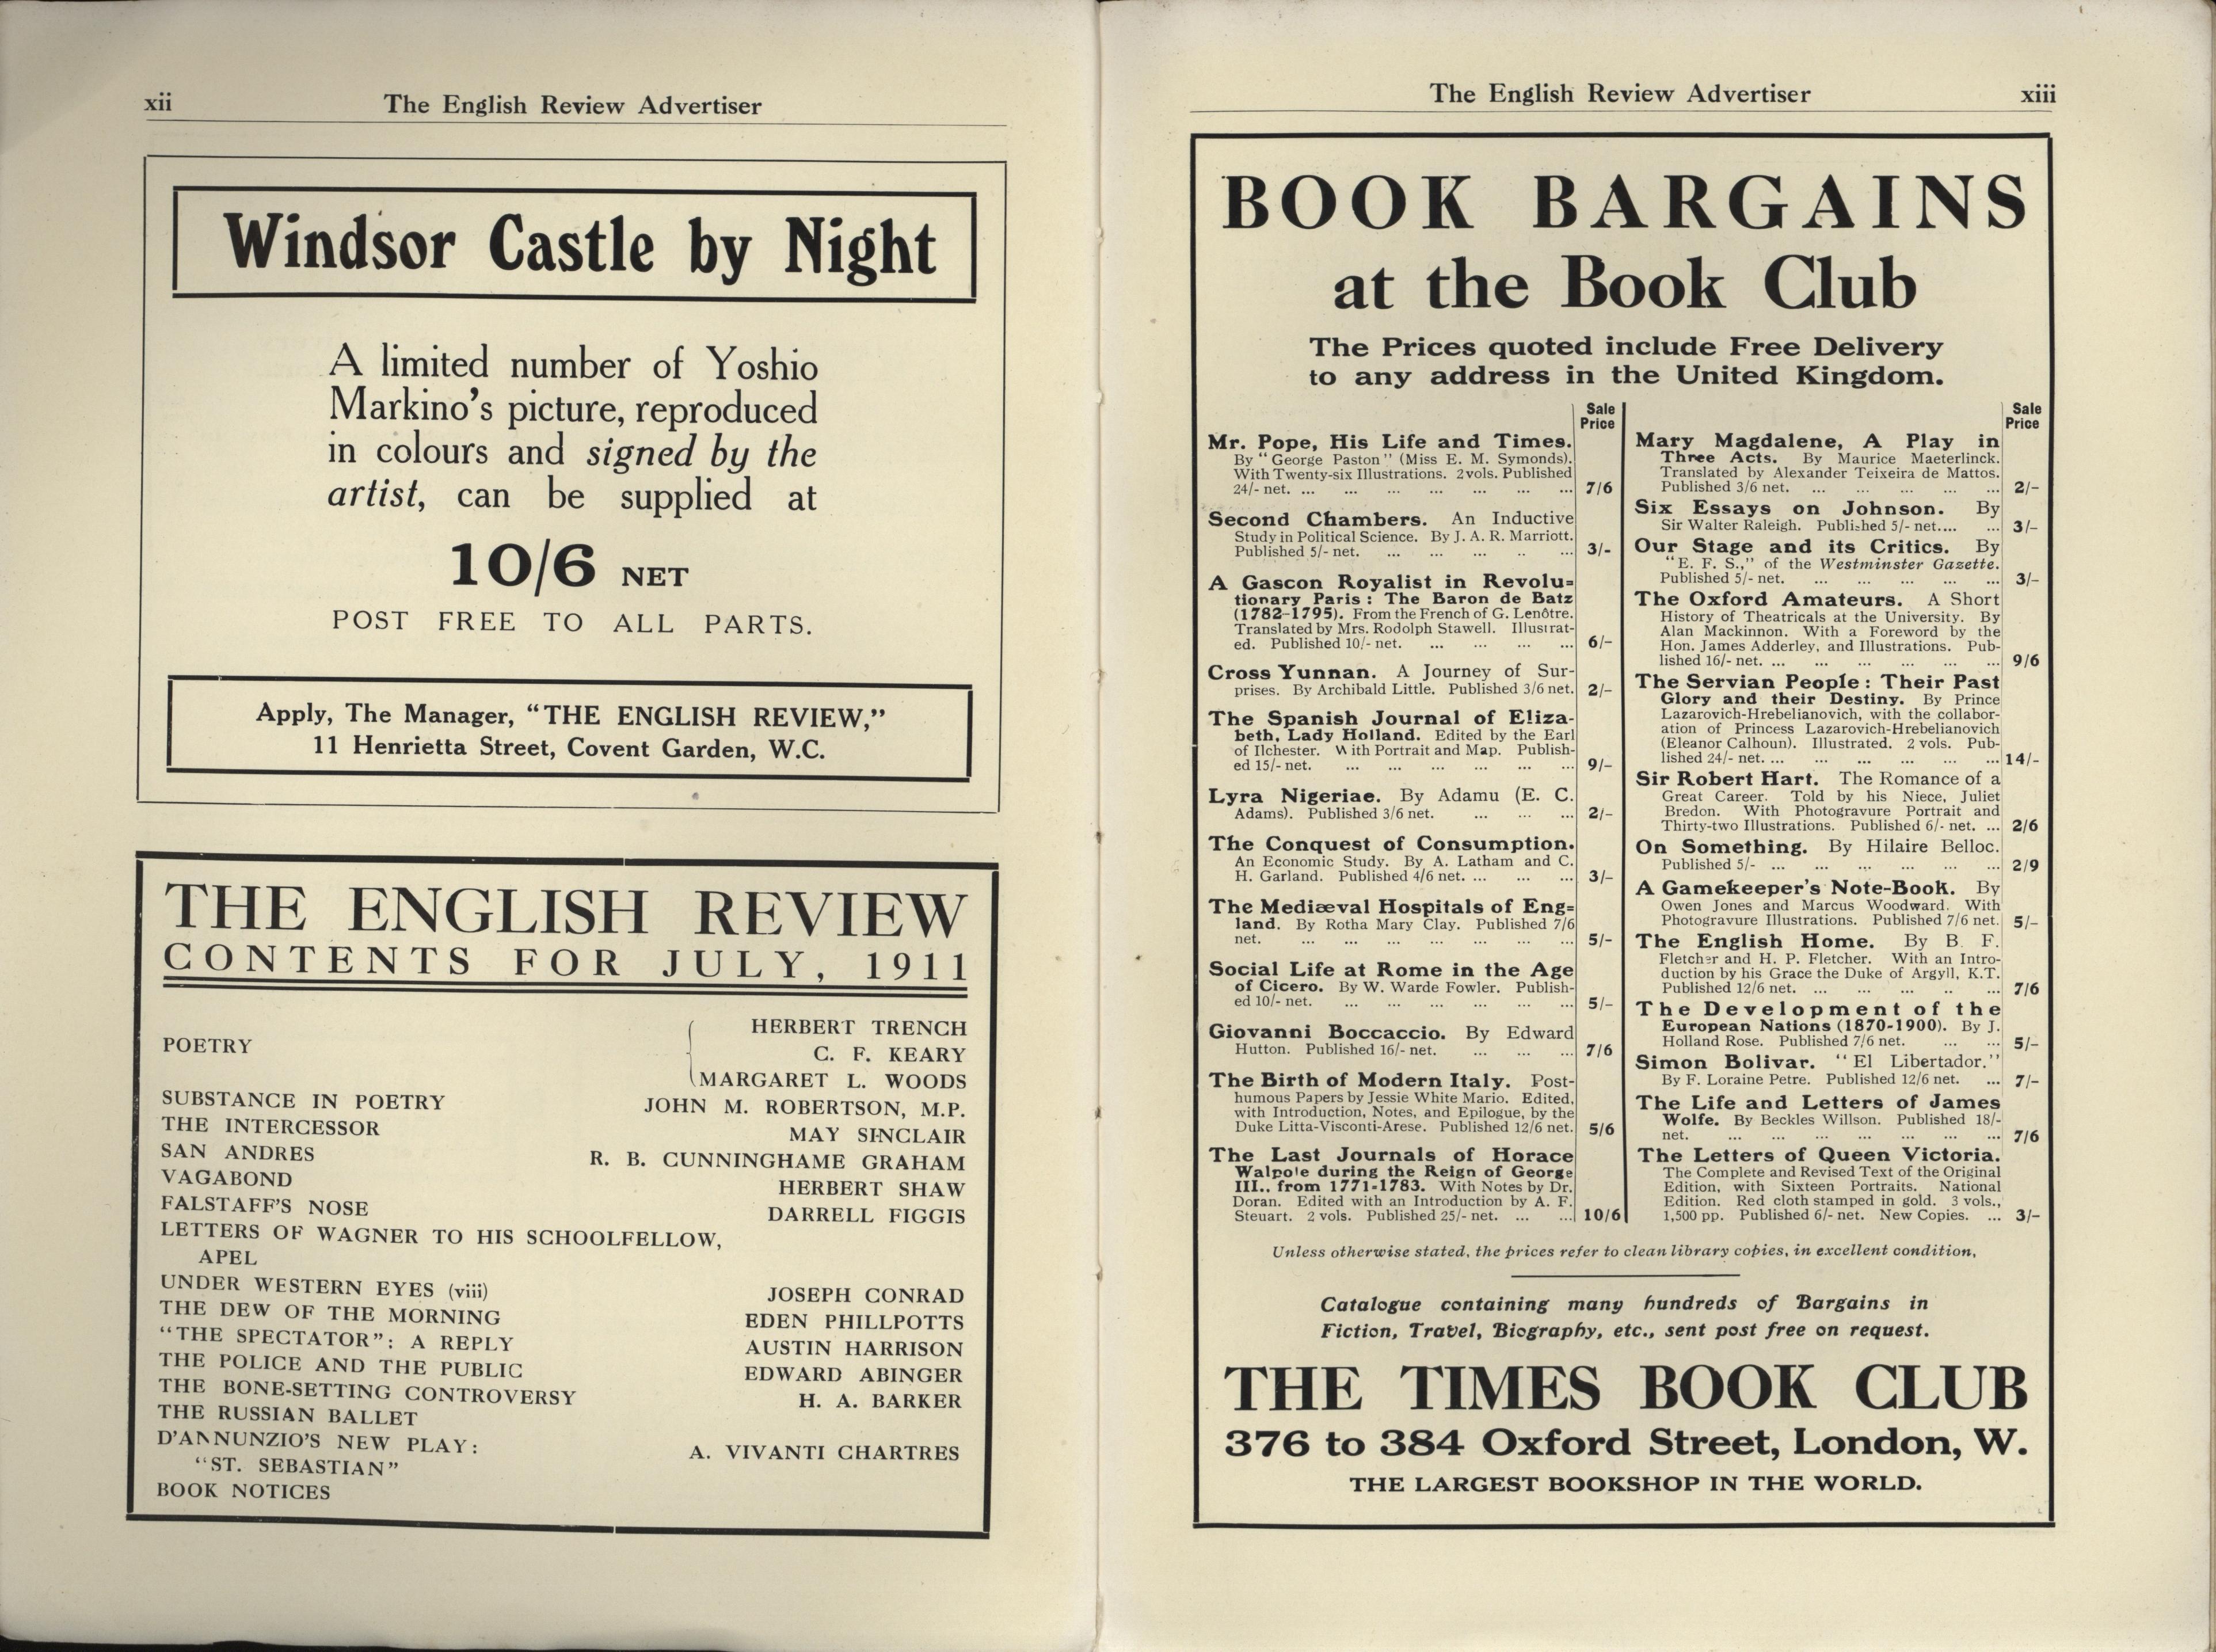 xii
The English Review Advertiser
Windsor Castle by Night
A limited number of Yoshio
Markino's picture, reproduced
in colours and signed by the
artist, can be supplied at
10/6 NET
POST FREE TO ALL PARTS.
Apply, The Manager, "THE ENGLISH REVIEW,"
11 Henrietta Street, Covent Garden, W.C.
THE ENGLISH REVIEW
CONTENTS FOR JULY, 1911
POETRY
HERBERT TRENCH
C. F. KEARY
MARGARET L. WOODS
SUBSTANCE IN POETRY JOHN M. ROBERTSON, M.P.
THE INTERCESSOR MAY SINCLAIR
SAN ANDRES R. B. CUNNINGHAME GRAHAM
VAGABOND HERBERT SHAW
FALSTAFF'S NOSE DARRELL FIGGIS
LETTERS OF WAGNER TO HIS SCHOOLFELLOW,
APEL
UNDER WESTERN EYES (viii) JOSEPH CONRAD
THE DEW OF THE MORNING EDEN PHILLPOTTS
"THE SPECTATOR": A REPLY AUSTIN HARRISON
THE POLICE AND THE PUBLIC EDWARD ABINGER
THE BONE-SETTING CONTROVERSY H. A. BARKER
THE RUSSIAN BALLET
D'ANNUNZIO'S NEW PLAY:
"ST. SEBASTIAN" A. VIVANTI CHARTRES
BOOK NOTICES
The English Review Advertiser
xiii
BOOK BARGAINS
at the Book Club
The Prices quoted include Free Delivery
to any address in the United Kingdom.
Sale
Price
Mr. Pope, His Life and Times.
By "George Paston" (Miss E. M. Symonds).
With Twenty-six Illustrations. 2 vols. Published
24/- net. ... ... ... ... ... ... ... 7/6
Second Chambers. An Inductive
Study in Political Science. By J. A. R. Marriott.
Published 5/- net. ... ... ... .. ... 3/-
A Gascon Royalist in Revolu-
tionary Paris: The Baron de Batz
(1782-1795). From the French of G. Lenôtre.
Translated by Mrs. Rodolph Stawell. Illustrat-
ed. Published 10/- net. ... ... ... ... 6/-
Cross Yunnan. A Journey of Sur-
prises. By Archibald Little. Published 3/6 net. 2/-
The Spanish Journal of Eliza-
beth, Lady Holland. Edited by the Earl
of Ilchester. With Portrait and Map. Publish-
ed 15/- net. ... ... ... ... ... ... 9/-
Lyra Nigeriae. By Adamu (E. C.
Adams). Published 3/6 net. ... ... ... 2/-
The Conquest of Consumption.
An Economic Study. By A. Latham and C.
H. Garland. Published 4/6 net. ... ... ... 3/-
The Mediæval Hospitals of Eng-
land. By Rotha Mary Clay. Published 7/6
net. ... ... ... ... ... ... ... 5/-
Social Life at Rome in the Age
of Cicero. By W. Warde Fowler. Publish-
ed 10/- net. ... ... ... ... ... ... 5/-
Giovanni Boccaccio. By Edward
Hutton. Published 16/- net. ... ... ... 7/6
The Birth of Modern Italy. Post-
humous Papers by Jessie White Mario. Edited,
with Introduction, Notes, and Epilogue, by the
Duke Litta-Visconti-Arese. Published 12/6 net. 5/6
The Last Journals of Horace
Walpole during the Reign of George
III., from 1771-1783. With Notes by Dr.
Doran. Edited with an Introduction by A. F.
Steuart. 2 vols. Published 25/- net. ... ... 10/6
Sale
Price
Mary Magdalene, A Play in
Three Acts. By Maurice Maeterlinck.
Translated by Alexander Teixeira de Mattos.
Published 3/6 net. ... ... ... ... ... 2/-
Six Essays on Johnson. By
Sir Walter Raleigh. Published 5/- net.... ... 3/-
Our Stage and its Critics. By
"E. F. S.," of the Westminster Gazette.
Published 5/- net. ... ... ... ... ... 3/-
The Oxford Amateurs. A Short
History of Theatricals at the University. By
Alan Mackinnon. With a Foreword by the
Hon. James Adderley, and Illustrations. Pub-
lished 16/- net. ... ... ... ... ... ... 9/6
The Servian People: Their Past
Glory and their Destiny. By Prince
Lazarovich-Hrebelianovich, with the collabor-
ation of Princess Lazarovich-Hrebelianovich
(Eleanor Calhoun). Illustrated. 2 vols. Pub-
lished 24/- net. ... ... ... ... ... ... 14/-
Sir Robert Hart. The Romance of a
Great Career. Told by his Niece, Juliet
Bredon. With Photogravure Portrait and
Thirty-two Illustrations. Published 6/- net. ... 2/6
On Something. By Hilaire Belloc.
Published 5/- ... ... ... ... ... ... 2/9
A Gamekeeper's Note-Book. By
Owen Jones and Marcus Woodward. With
Photogravure Illustrations. Published 7/6 net. 5/-
The English Home. By B. F.
Fletcher and H. P. Fletcher. With an Intro-
duction by his Grace the Duke of Argyll, K.T.
Published 12/6 net. ... ... ... .. ... 7/6
The Development of the
European Nations (1870-1900). By J.
Holland Rose. Published 7/6 net. ... ... 5/-
Simon Bolivar. "El Libertador."
By F. Loraine Petre. Published 12/6 net. ... 7/-
The Life and Letters of James
Wolfe. By Beckles Willson. Published 18/-
net. ... ... ... ... ... ... ... 7/6
The Letters of Queen Victoria.
The Complete and Revised Text of the Original
Edition, with Sixteen Portraits. National
Edition. Red cloth stamped in gold. 3 vols.,
1,500 pp. Published 6/- net. New Copies. ... 3/-
Unless otherwise stated, the prices refer to clean library copies, in excellent condition,
Catalogue containing many hundreds of Bargains in
Fiction, Travel, Biography, etc., sent post free on request.
THE TIMES BOOK CLUB
376 to 384 Oxford Street, London, W.
THE LARGEST BOOKSHOP IN THE WORLD.